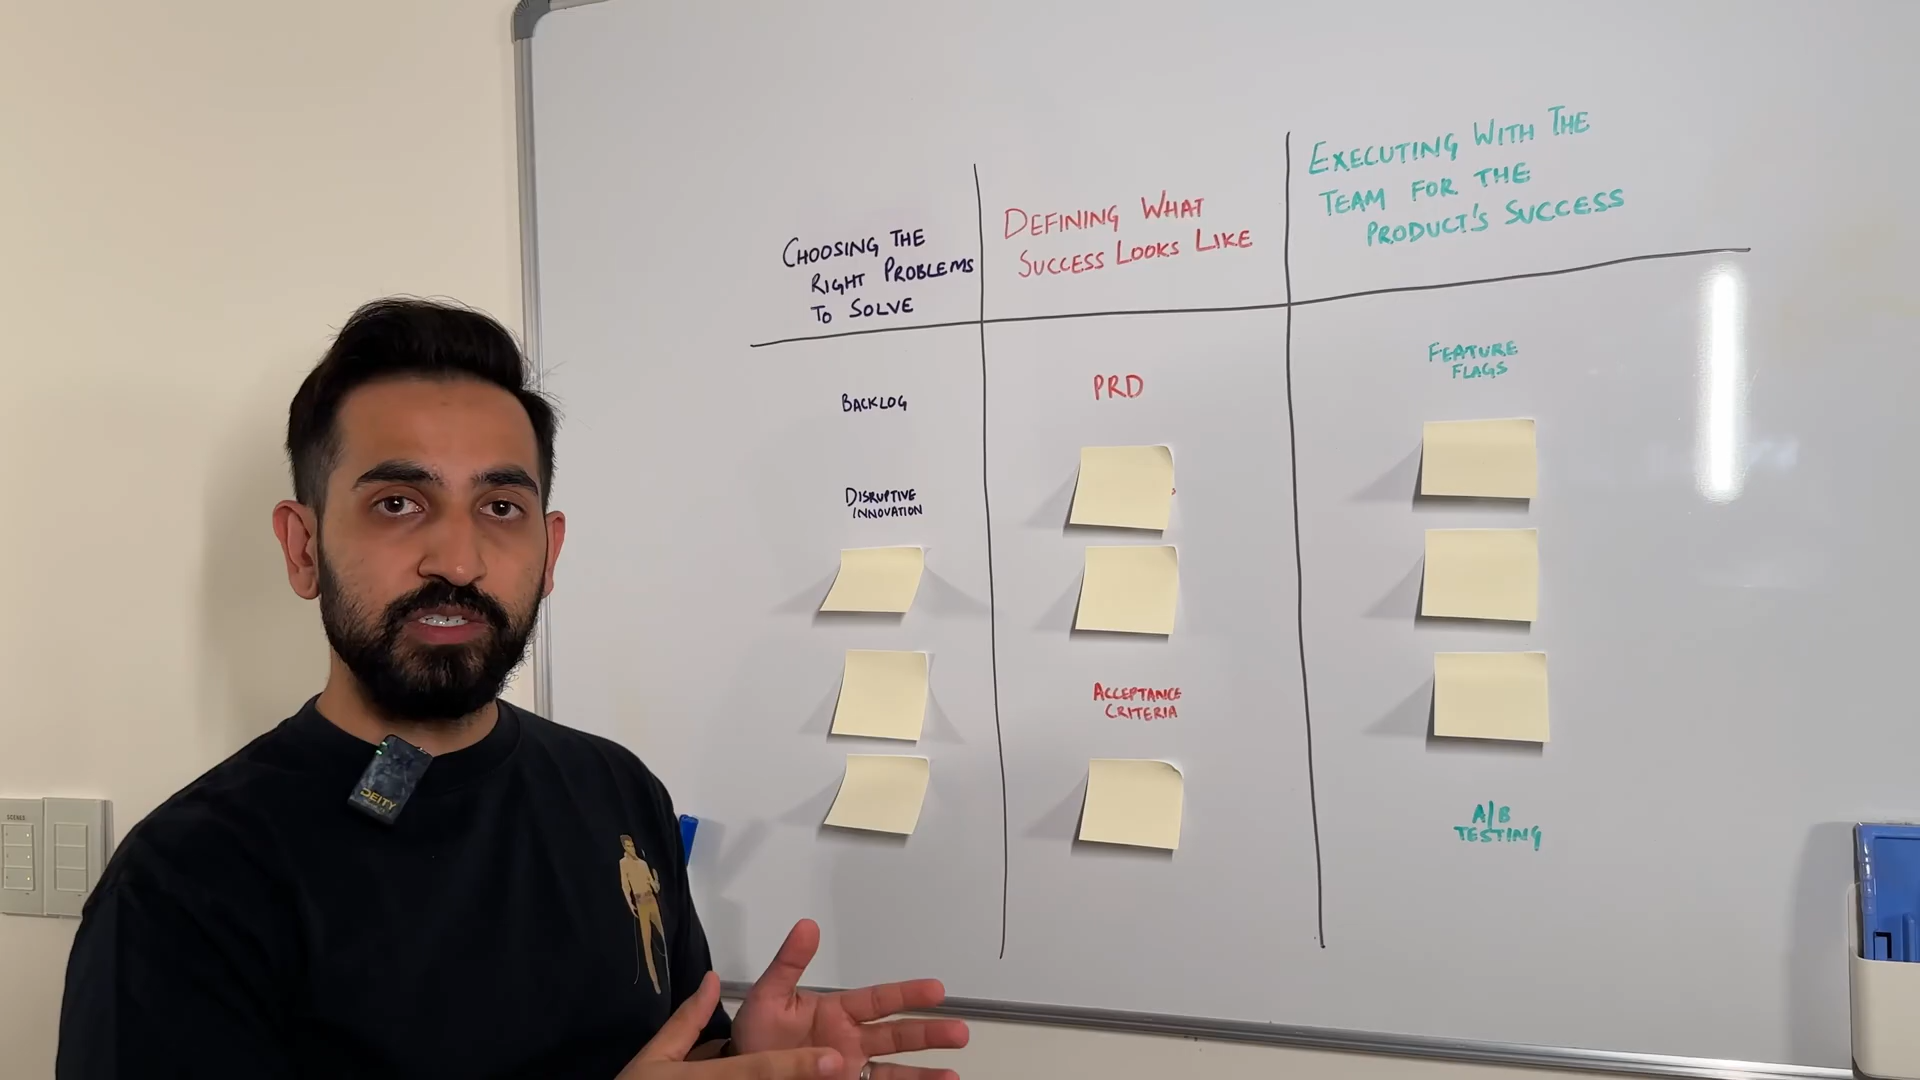 CHOOSING THE
RIGHT PROBLEMS
TO SOLVE
BACKLOG
DISRUPTIVE
INNOVATION
DEFINING WHAT
SUCCESS LOOKS LIKE
PRD
ACCEPTANCE
CRITERIA
EXECUTING WITH THE
TEAM FOR THE
PRODUCT'S SUCCESS
FEATURE
FLAGS
A/B
TESTING
DEITY
SCENES